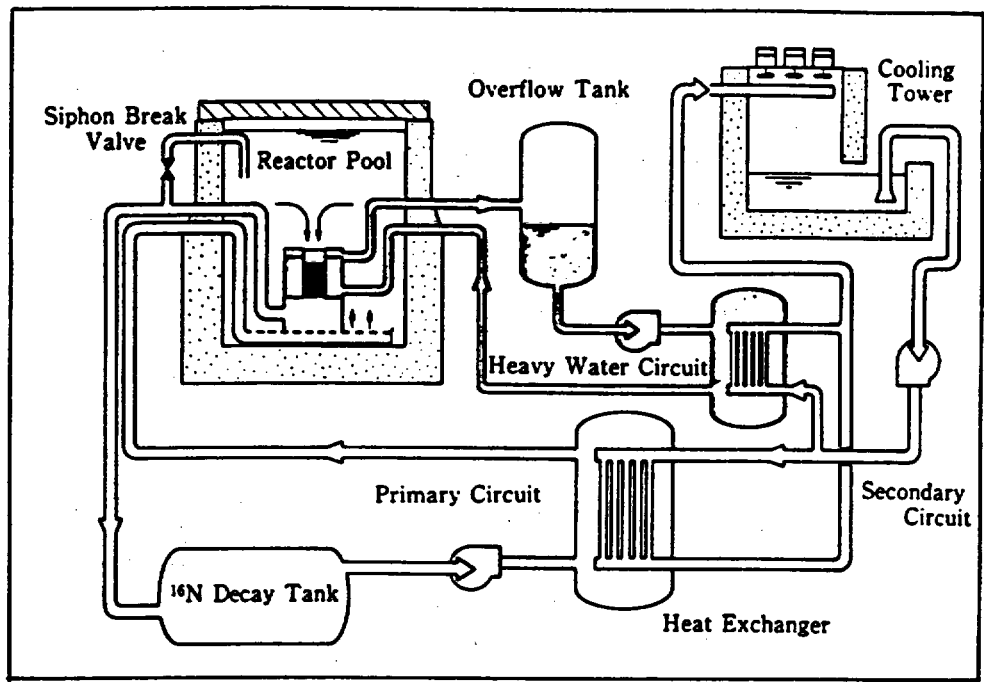 Siphon Break
Valve
Reactor Pool
Overflow Tank
Cooling
Tower
Heavy Water Circuit
Primary Circuit
Secondary
Circuit
¹⁶N Decay Tank
Heat Exchanger